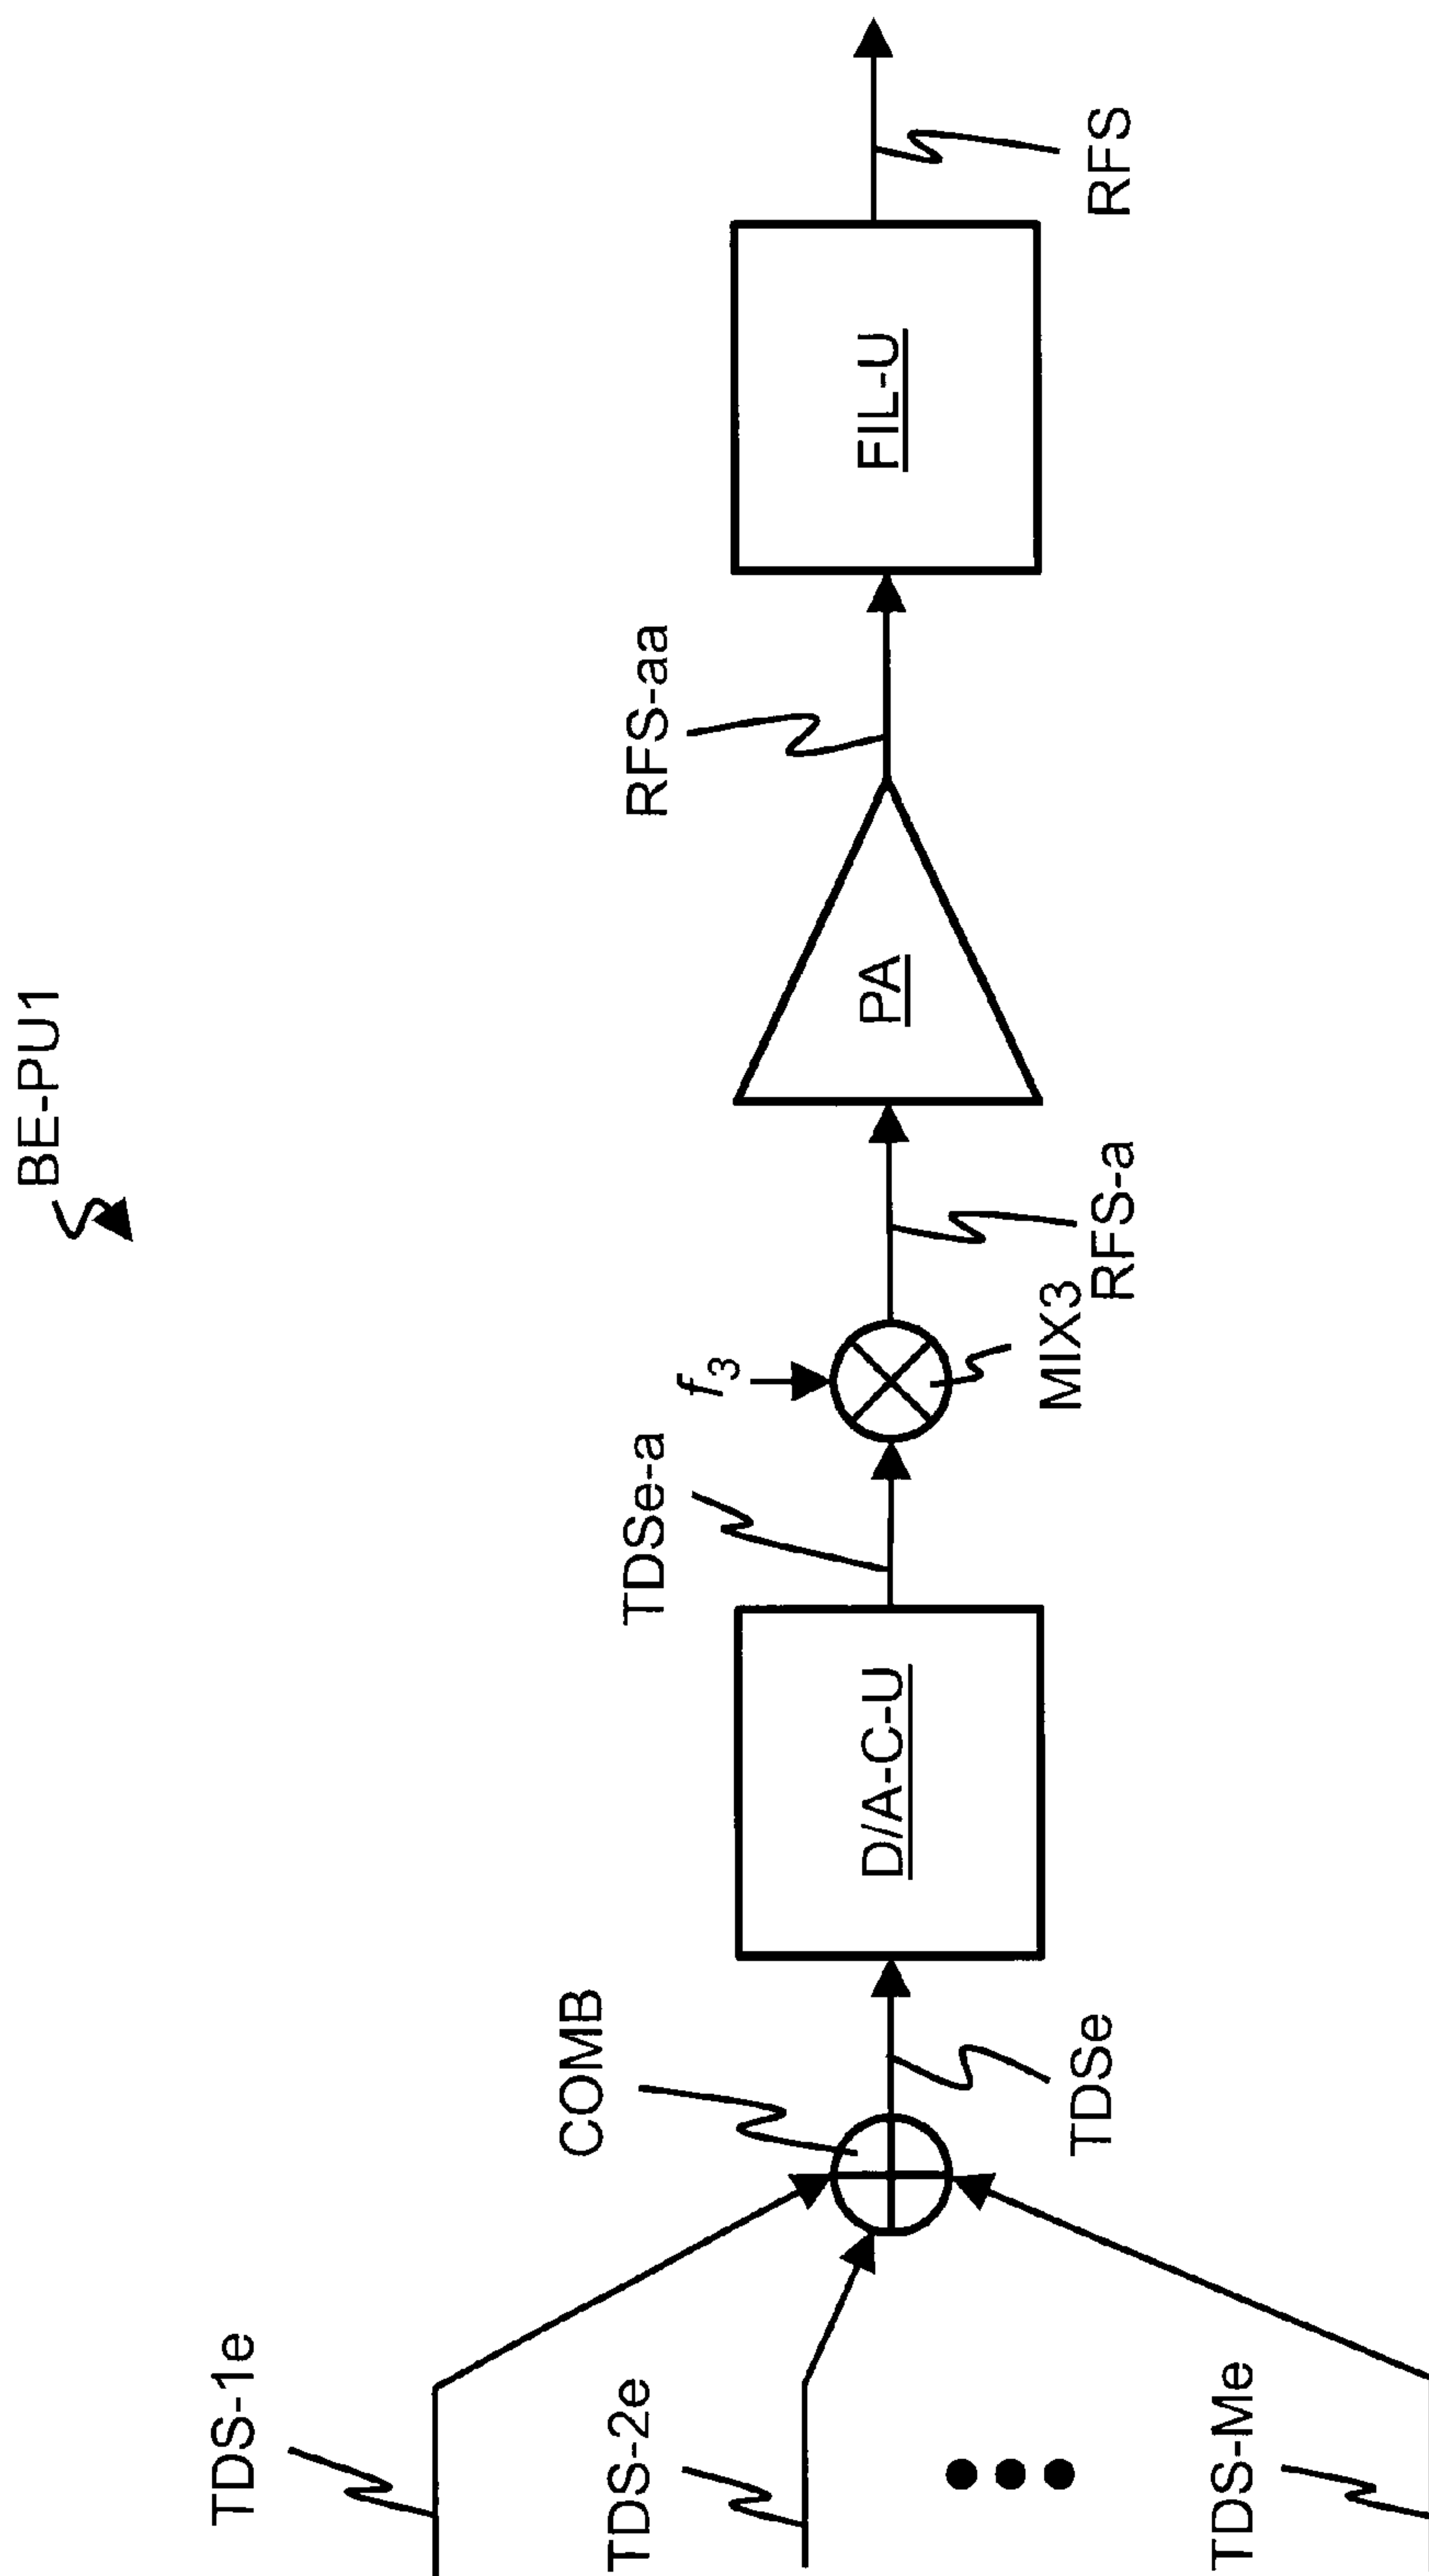 BE-PU1
TDS-1e
TDS-2e
TDS-Me
COMB
TDSe
D/A-C-U
TDSe-a
f3
MIX3
RFS-a
PA
RFS-aa
FIL-U
RFS